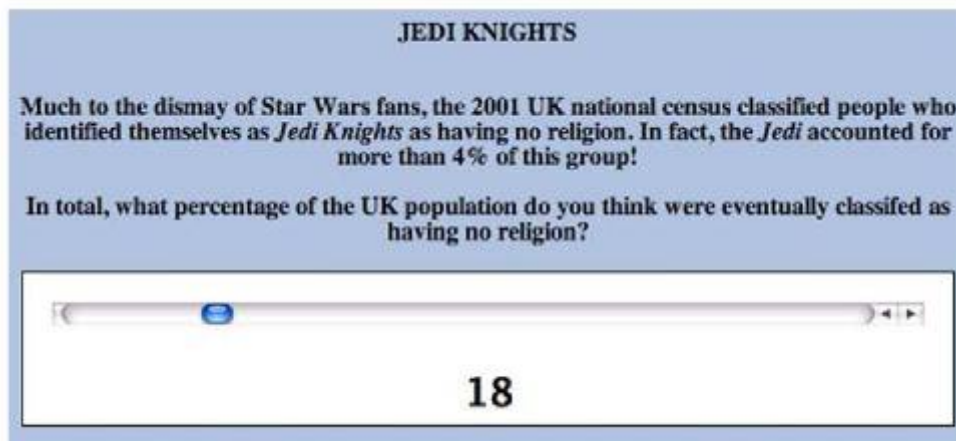 JEDI KNIGHTS
Much to the dismay of Star Wars fans, the 2001 UK national census classified people who
identified themselves as Jedi Knights as having no religion. In fact, the Jedi accounted for
more than 4% of this group!
In total, what percentage of the UK population do you think were eventually classifed as
having no religion?
18